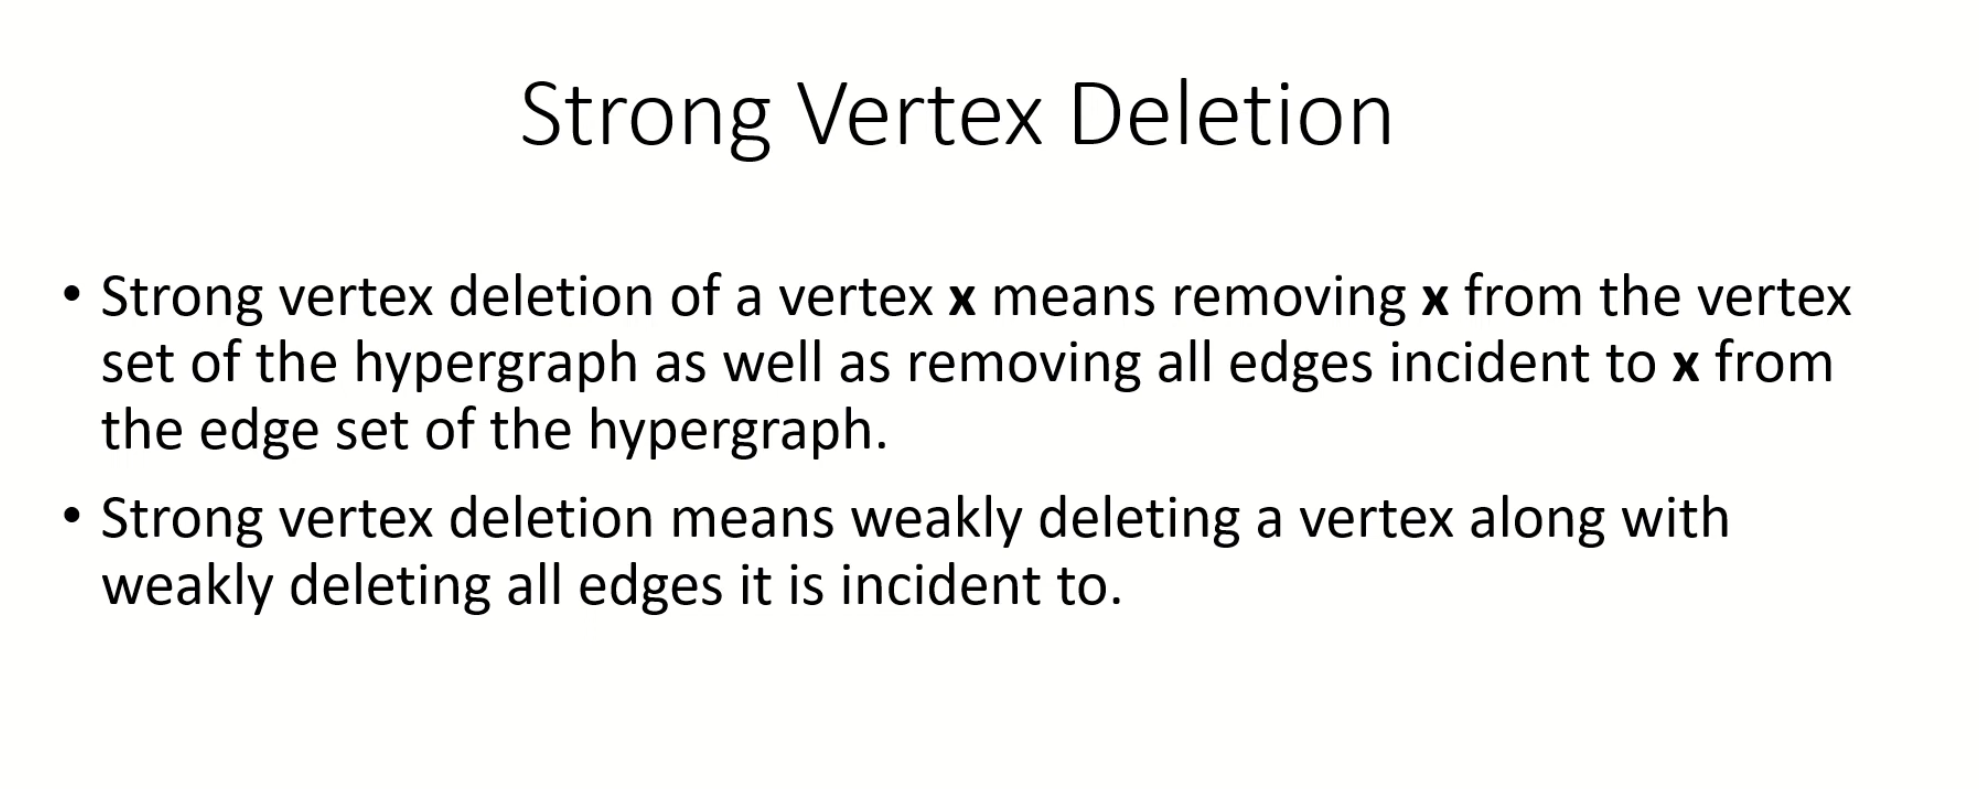 Strong Vertex Deletion
• Strong vertex deletion of a vertex x means removing x from the vertex
set of the hypergraph as well as removing all edges incident to x from
the edge set of the hypergraph.
• Strong vertex deletion means weakly deleting a vertex along with
weakly deleting all edges it is incident to.